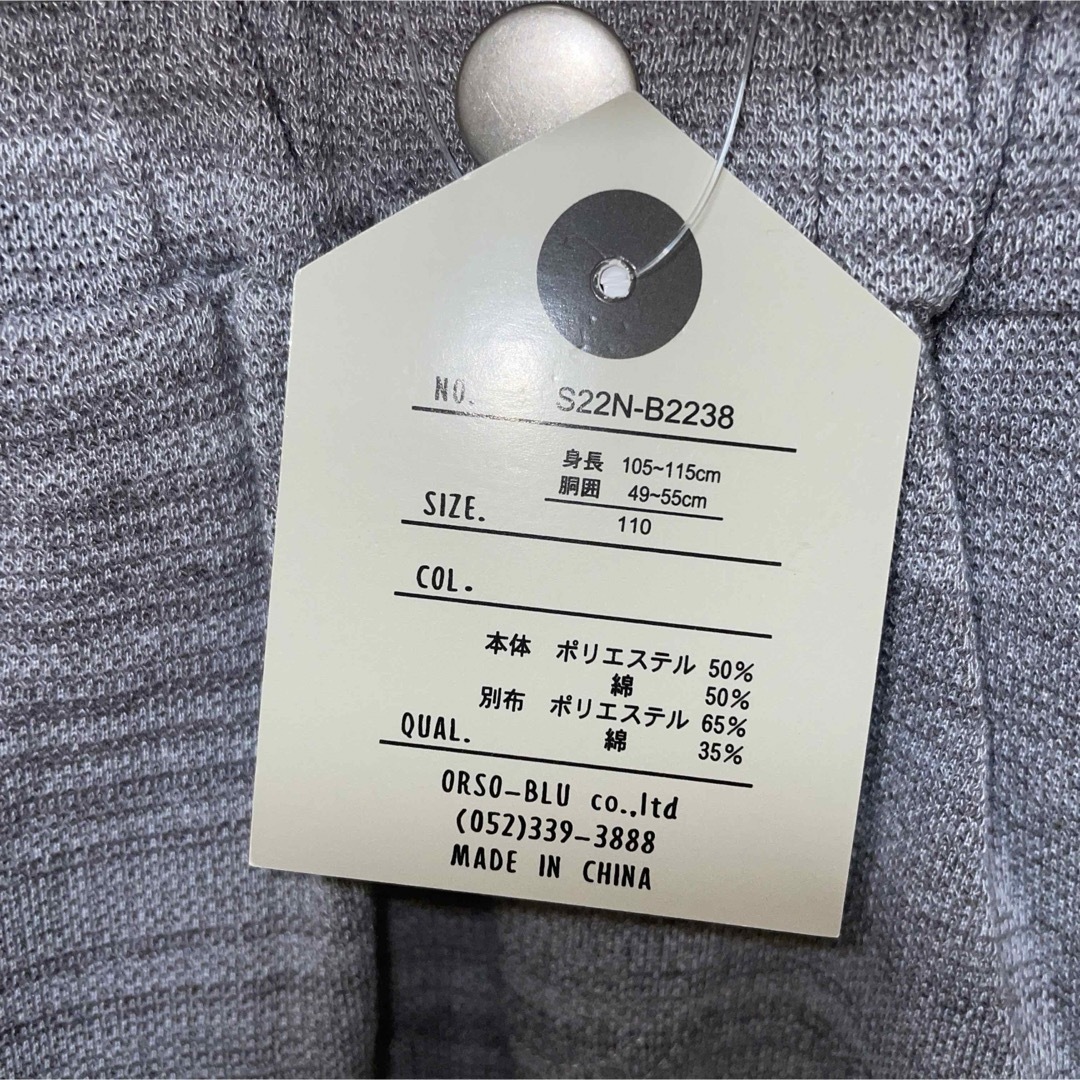 NO. S22N-B2238
身長 105~115cm
胴囲 49~55cm
SIZE. 110
COL.
本体 ポリエステル 50%
綿 50%
別布 ポリエステル 65%
QUAL. 綿 35%
ORSO-BLU co.,ltd
(052)339-3888
MADE IN CHINA